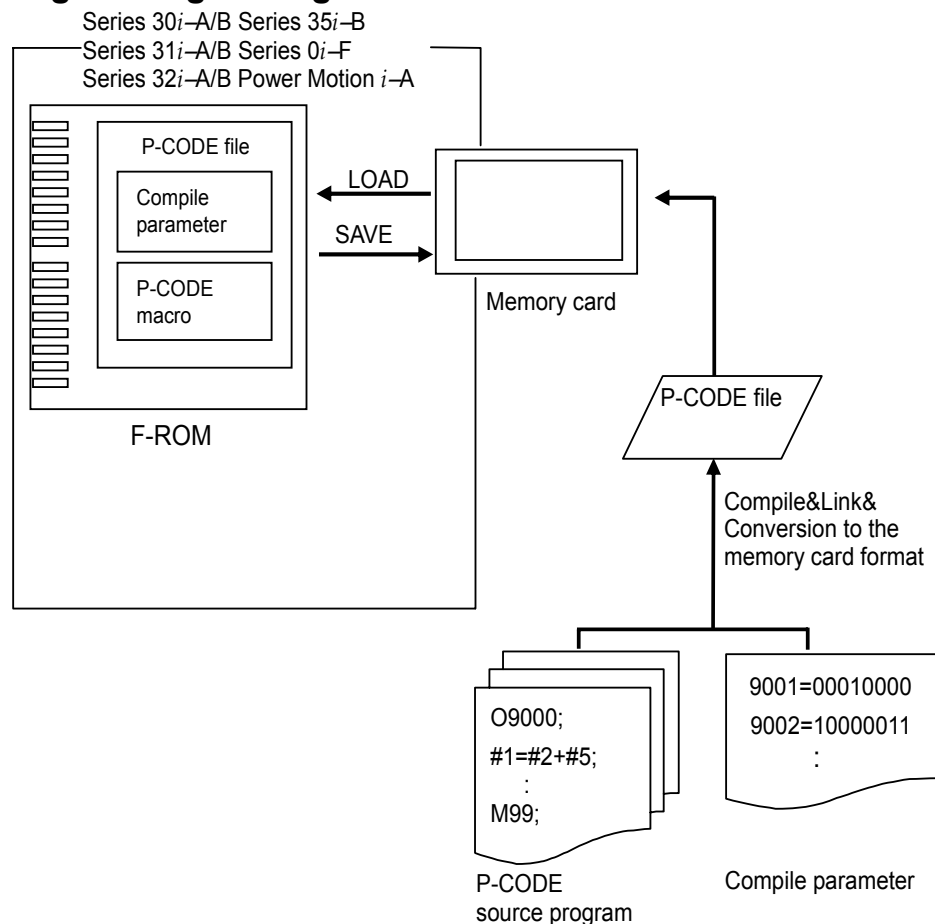 Series 30i–A/B Series 35i–B
Series 31i–A/B Series 0i–F
Series 32i–A/B Power Motion i–A
P-CODE file
Compile
parameter
P-CODE
macro
F-ROM
LOAD
SAVE
Memory card
P-CODE file
Compile&Link&
Conversion to the
memory card format
O9000;
#1=#2+#5;
:
M99;
P-CODE
source program
9001=00010000
9002=10000011
:
Compile parameter